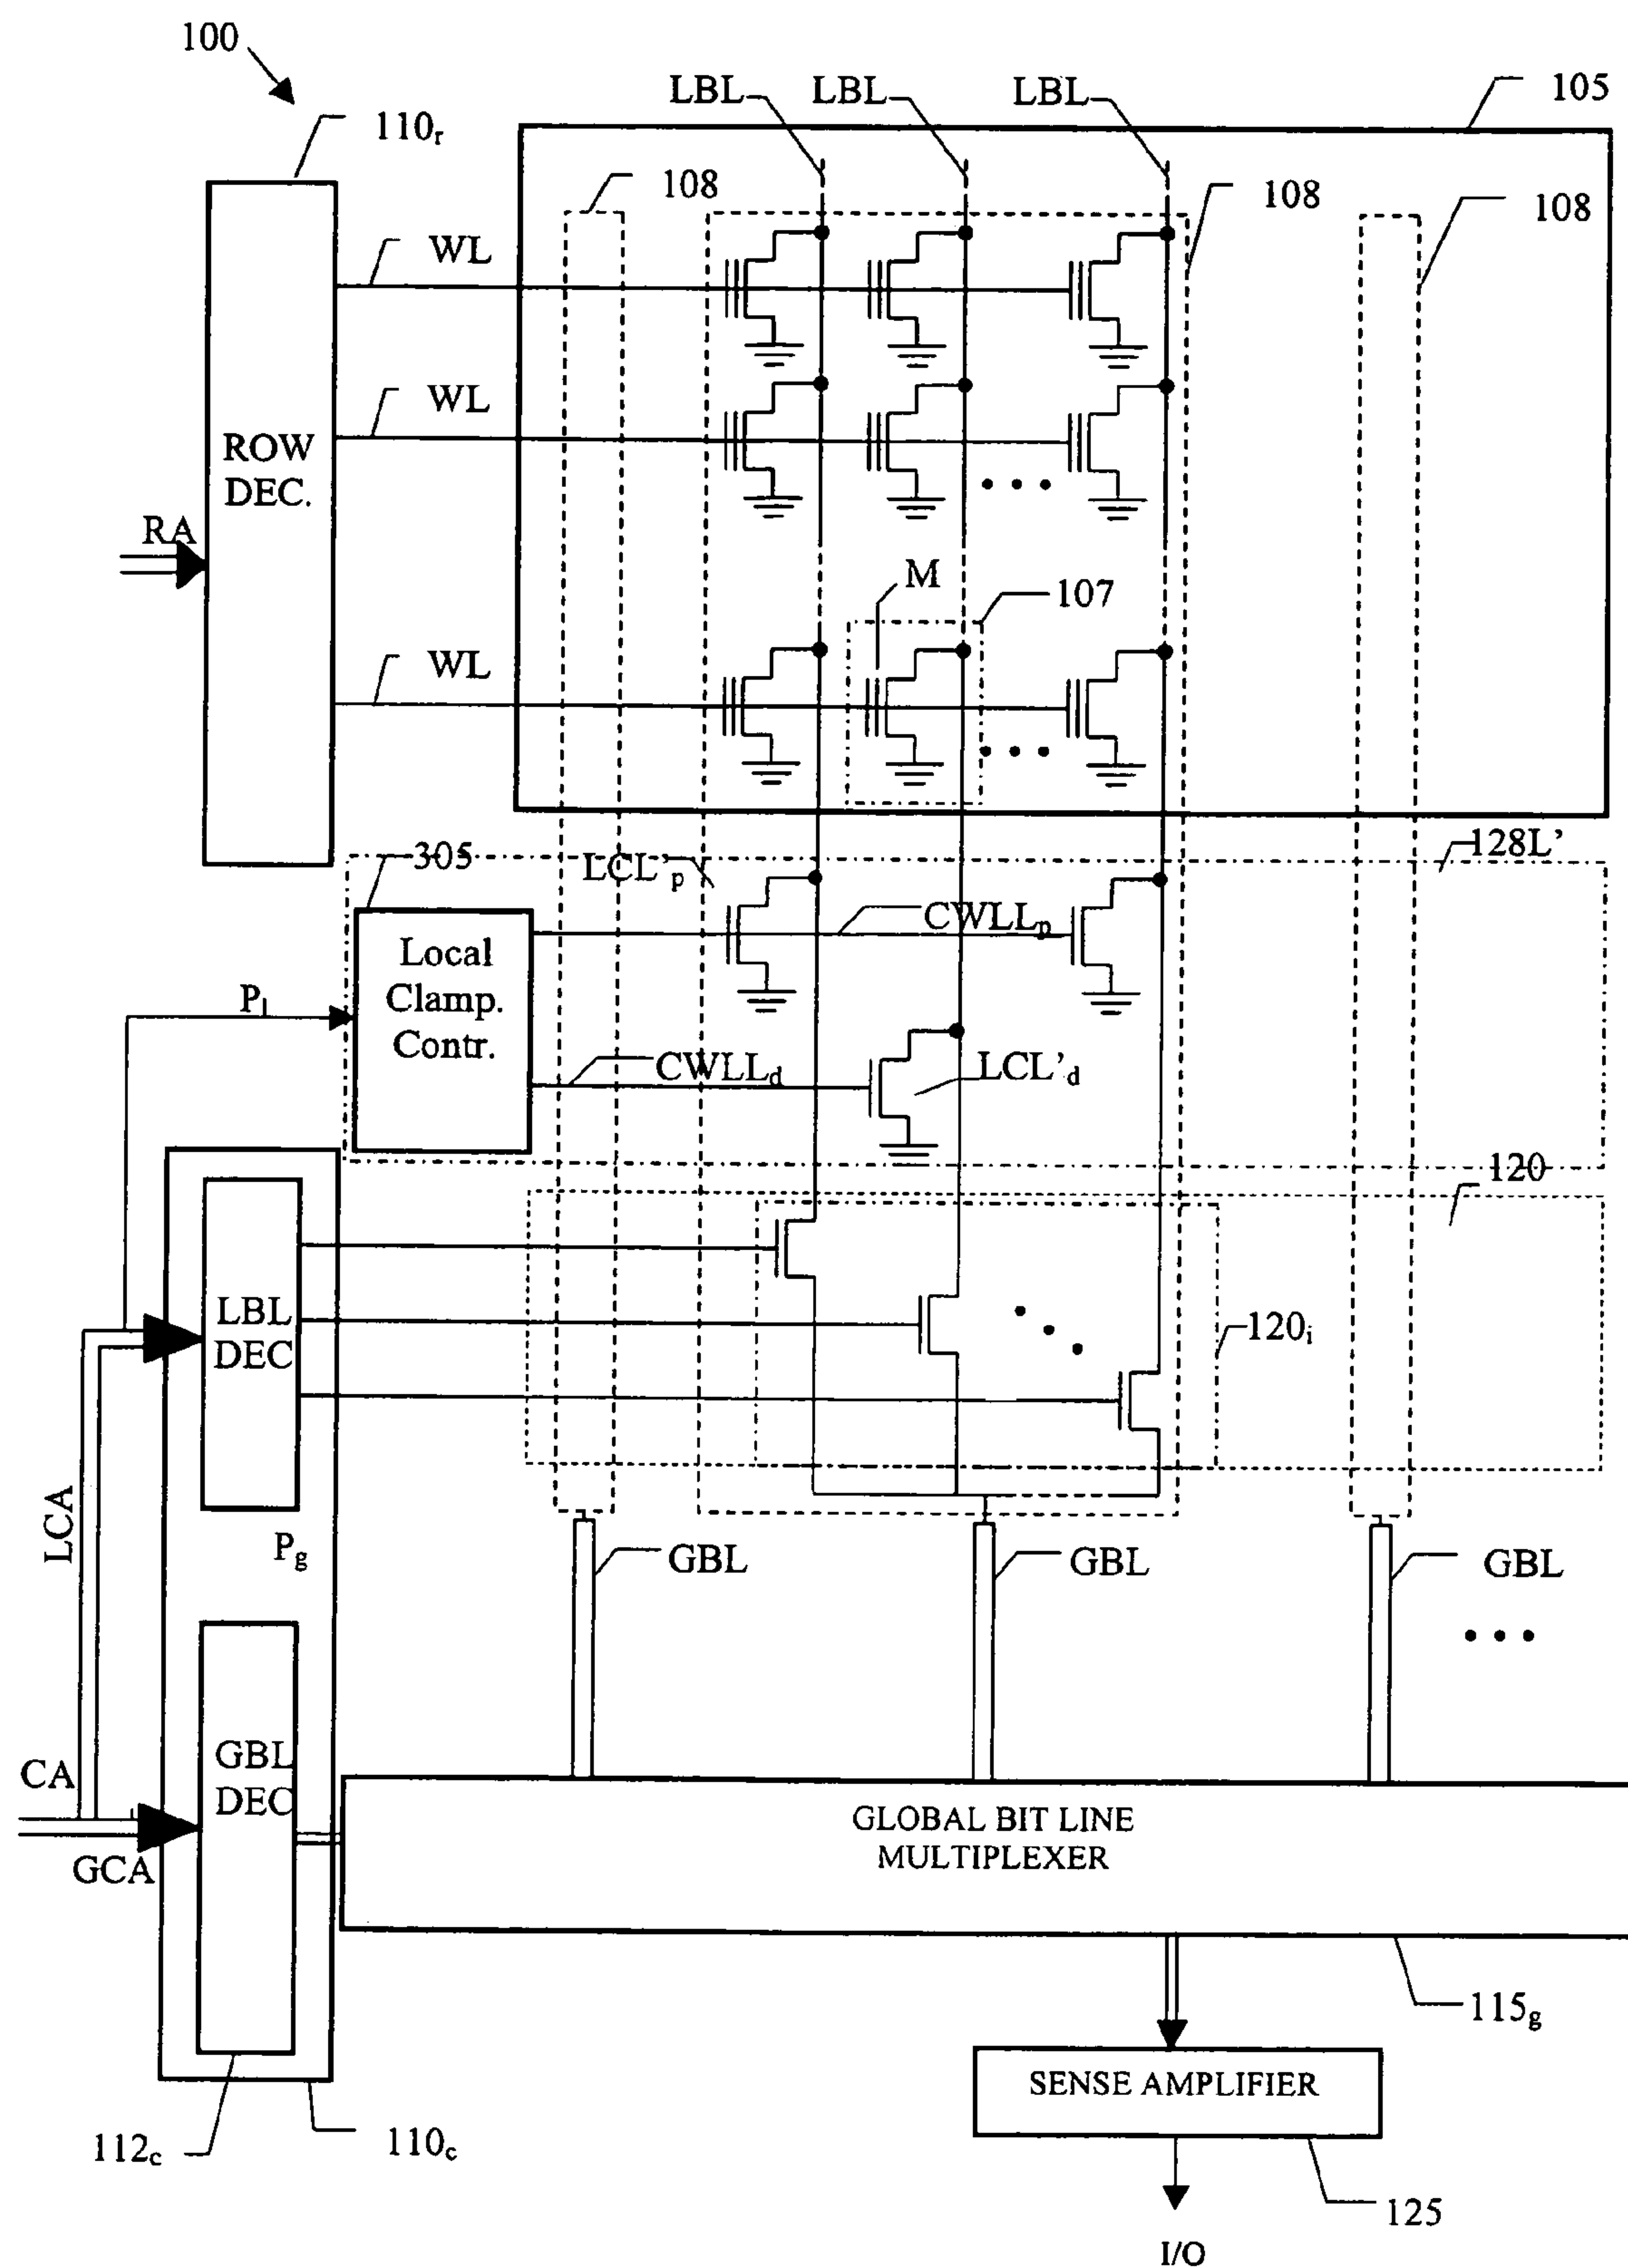 100
110r
LBL
LBL
LBL
105
108
108
108
WL
WL
ROW
DEC.
RA
M
107
WL
128L’
305
LCL'p
CWLLp
Local
Clamp.
Contr.
Pl
CWLLd
LCL’d
120
LBL
DEC
120i
LCA
Pg
GBL
GBL
GBL
CA
GBL
DEC
GCA
GLOBAL BIT LINE
MULTIPLEXER
115g
SENSE AMPLIFIER
112c
110c
125
I/O